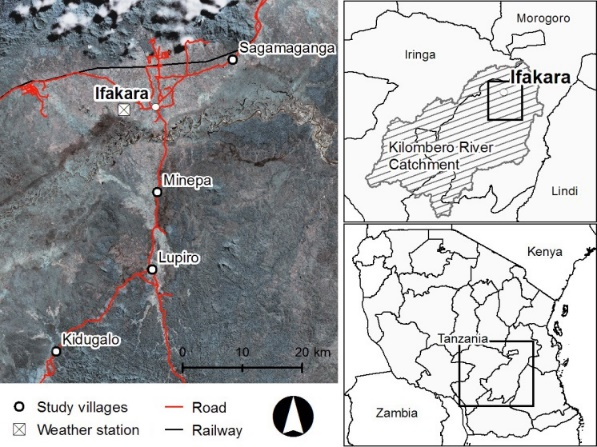 Sagamaganga
Ifakara
Minepa
Lupiro
Kidugalo
0 10 20 km
Study villages
Road
Weather station
Railway
Morogoro
Iringa
Ifakara
Kilombero River
Catchment
Lindi
Kenya
Tanzania
Zambia